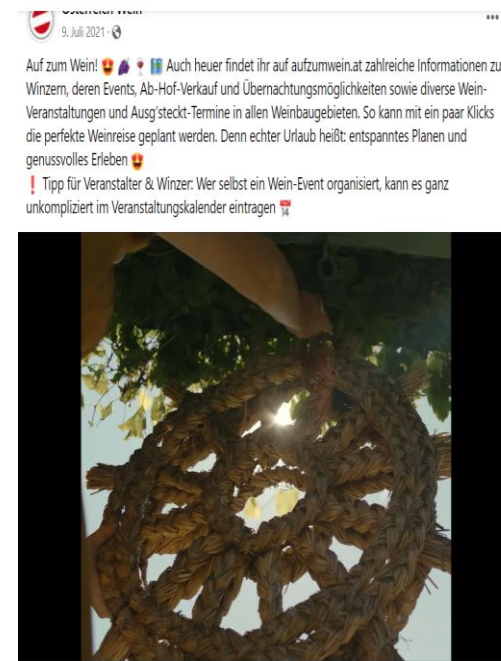 Österreich Wein
9. Juli 2021 ·
Auf zum Wein! 😍 🍇 🍷 🗺️ Auch heuer findet ihr auf aufzumwein.at zahlreiche Informationen zu
Winzern, deren Events, Ab-Hof-Verkauf und Übernachtungsmöglichkeiten sowie diverse Wein-
Veranstaltungen und Ausg'steckt-Termine in allen Weinbaugebieten. So kann mit ein paar Klicks
die perfekte Weinreise geplant werden. Denn echter Urlaub heißt: entspanntes Planen und
genussvolles Erleben 😍
❗ Tipp für Veranstalter & Winzer: Wer selbst ein Wein-Event organisiert, kann es ganz
unkompliziert im Veranstaltungskalender eintragen 📅